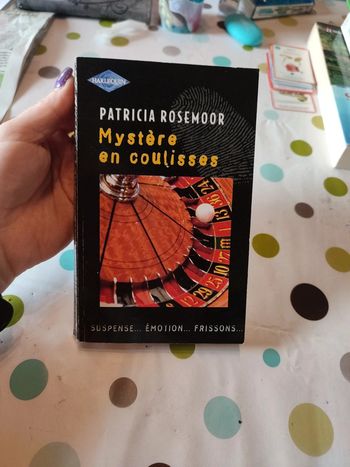 HARLEQUIN
PATRICIA ROSEMOOR
Mystère
en coulisses
SUSPENSE... ÉMOTION... FRISSONS...